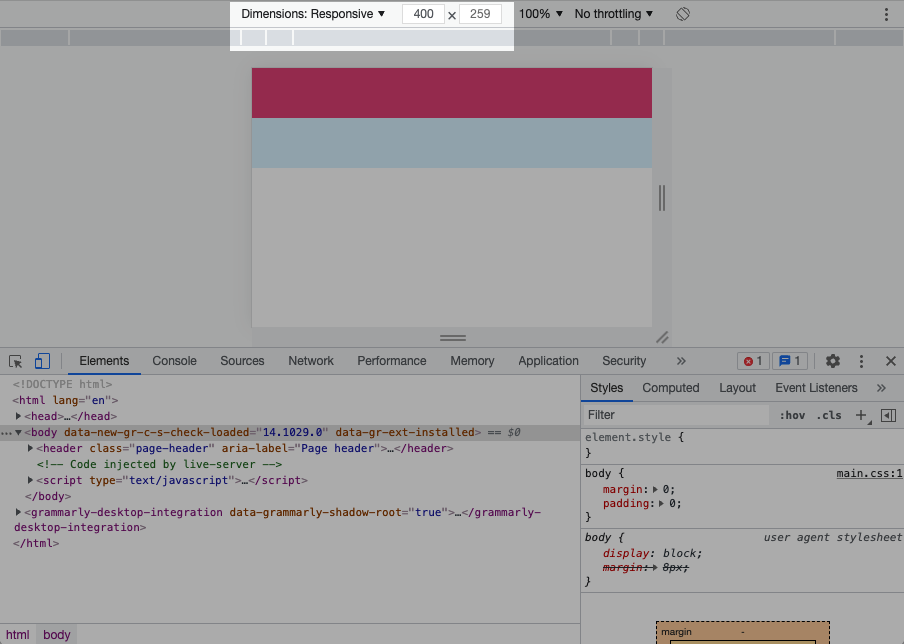 Dimensions: Responsive ▼ 400 × 259 100% ▼ No throttling ▼
Elements Console Sources Network Performance Memory Application Security » 1 1
<!DOCTYPE html>
<html lang="en">
<head>…</head>
<body data-new-gr-c-s-check-loaded="14.1029.0" data-gr-ext-installed> == $0
<header class="page-header" aria-label="Page header">…</header>
<!-- Code injected by live-server -->
<script type="text/javascript">…</script>
</body>
<grammarly-desktop-integration data-grammarly-shadow-root="true">…</grammarly-
desktop-integration>
</html>
html body
Styles Computed Layout Event Listeners »
Filter :hov .cls +
element.style {
}
body { main.css:1
margin: 0;
padding: 0;
}
body { user agent stylesheet
display: block;
margin: 8px;
}
margin -